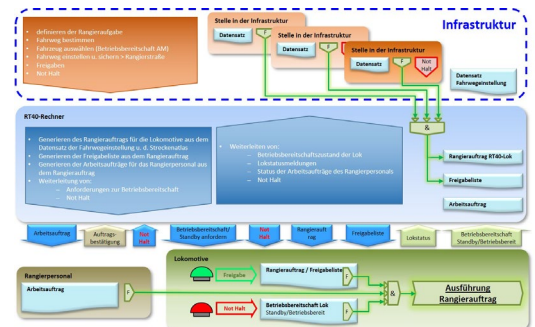 Infrastruktur
• definieren der Rangieraufgabe
• Fahrweg bestimmen
• Fahrzeug auswählen (Betriebsbereitschaft AM)
• Fahrweg einstellen u. sichern > Rangierstraße
• Freigaben
• Not Halt
Stelle in der Infrastruktur
Datensatz
F
Stelle in der Infrastruktur
Datensatz
F
Stelle in der Infrastruktur
Datensatz
F
Not
Halt
Datensatz
Fahrwegeinstellung
RT40-Rechner
• Generieren des Rangierauftrags für die Lokomotive aus dem
Datensatz der Fahrwegeinstellung u. d. Streckenatlas
• Generieren der Freigabeliste aus dem Rangierauftrag
• Generieren der Arbeitsaufträge für das Rangierpersonal aus
dem Rangierauftrag
• Weiterleitung von:
– Anforderungen zur Betriebsbereitschaft
– Not Halt
• Weiterleiten von:
– Betriebsbereitschaftszustand der Lok
– Lokstatusmeldungen
– Status der Arbeitsaufträge des Rangierpersonals
– Not Halt
&
Rangierauftrag RT40-Lok
Freigabeliste
Arbeitsauftrag
Arbeitsauftrag
Auftrags-
bestätigung
Not
Halt
Betriebsbereitschaft/
Standby anfordern
Not
Halt
Rangierauft
rag
Freigabeliste
Lokstatus
Betriebsbereitschaft
Standby/Betriebsbereit
Rangierpersonal
Arbeitsauftrag
F
Lokomotive
Freigabe
Rangierauftrag / Freigabeliste
F
Not Halt
Betriebsbereitschaft Lok
Standby/Betriebsbereit
F
&
Ausführung
Rangierauftrag